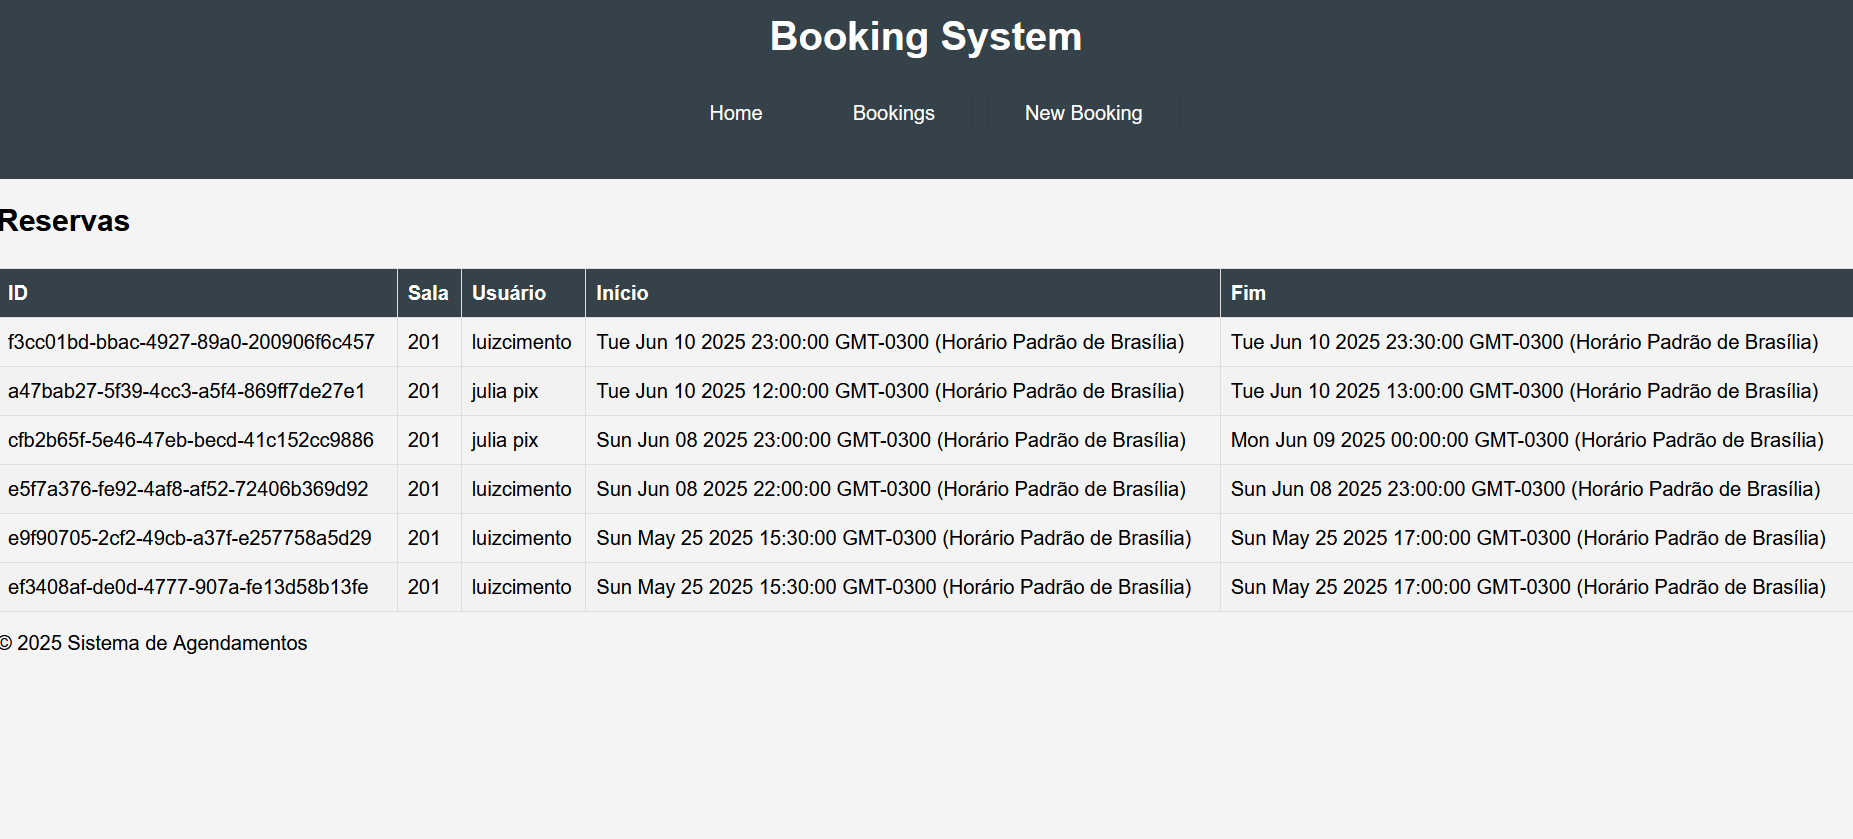 Booking System
Home Bookings New Booking
Reservas
ID Sala Usuário Início Fim
f3cc01bd-bbac-4927-89a0-200906f6c457 201 luizcimento Tue Jun 10 2025 23:00:00 GMT-0300 (Horário Padrão de Brasília) Tue Jun 10 2025 23:30:00 GMT-0300 (Horário Padrão de Brasília)
a47bab27-5f39-4cc3-a5f4-869ff7de27e1 201 julia pix Tue Jun 10 2025 12:00:00 GMT-0300 (Horário Padrão de Brasília) Tue Jun 10 2025 13:00:00 GMT-0300 (Horário Padrão de Brasília)
cfb2b65f-5e46-47eb-becd-41c152cc9886 201 julia pix Sun Jun 08 2025 23:00:00 GMT-0300 (Horário Padrão de Brasília) Mon Jun 09 2025 00:00:00 GMT-0300 (Horário Padrão de Brasília)
e5f7a376-fe92-4af8-af52-72406b369d92 201 luizcimento Sun Jun 08 2025 22:00:00 GMT-0300 (Horário Padrão de Brasília) Sun Jun 08 2025 23:00:00 GMT-0300 (Horário Padrão de Brasília)
e9f90705-2cf2-49cb-a37f-e257758a5d29 201 luizcimento Sun May 25 2025 15:30:00 GMT-0300 (Horário Padrão de Brasília) Sun May 25 2025 17:00:00 GMT-0300 (Horário Padrão de Brasília)
ef3408af-de0d-4777-907a-fe13d58b13fe 201 luizcimento Sun May 25 2025 15:30:00 GMT-0300 (Horário Padrão de Brasília) Sun May 25 2025 17:00:00 GMT-0300 (Horário Padrão de Brasília)
© 2025 Sistema de Agendamentos